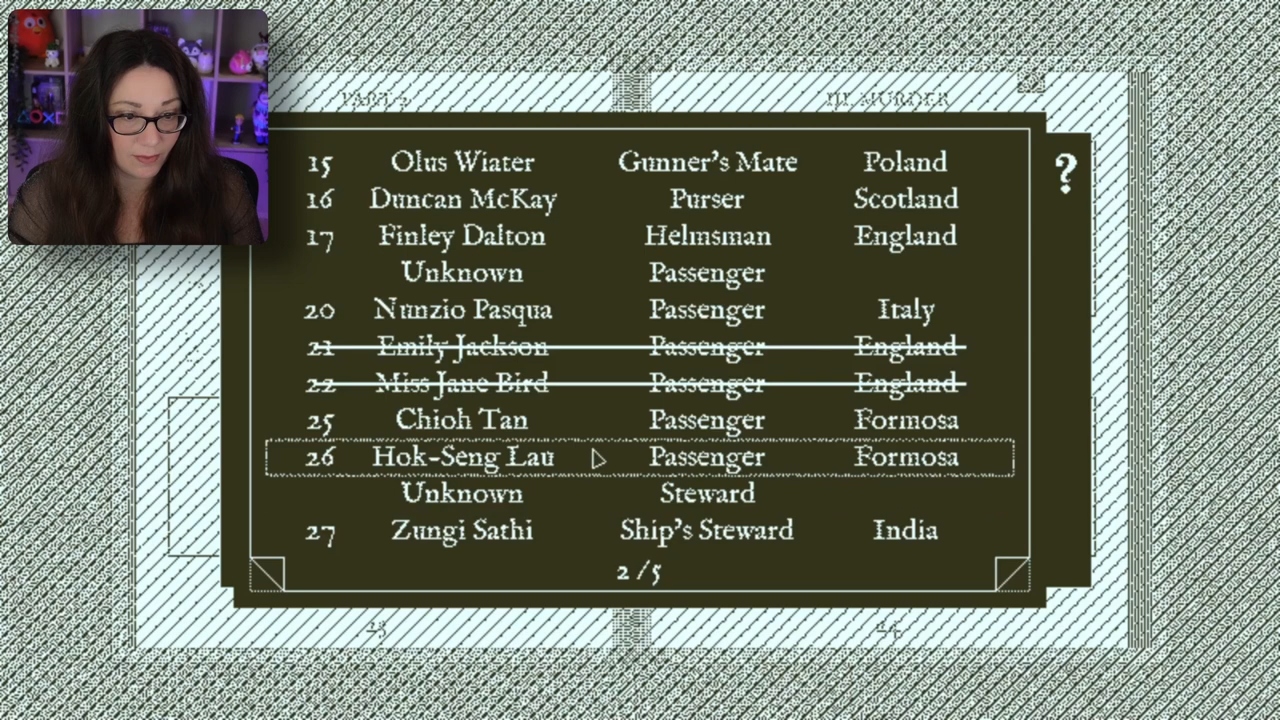 PART 2
III. MURDER
15 Olus Wiater Gunner's Mate Poland
16 Duncan McKay Purser Scotland
17 Finley Dalton Helmsman England
Unknown Passenger
20 Nunzio Pasqua Passenger Italy
21 Emily Jackson Passenger England
22 Miss Jane Bird Passenger England
25 Chioh Tan Passenger Formosa
26 Hok-Seng Lau Passenger Formosa
Unknown Steward
27 Zungi Sathi Ship's Steward India
2 / 5
?
23
24